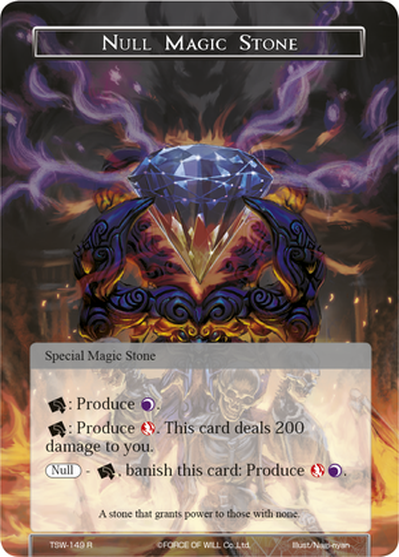 Null Magic Stone
Special Magic Stone
: Produce .
: Produce . This card deals 200
damage to you.
Null - , banish this card: Produce .
A stone that grants power to those with none.
TSW-149 R ©FORCE OF WILL Co.,Ltd. Illust/Nian-nyan